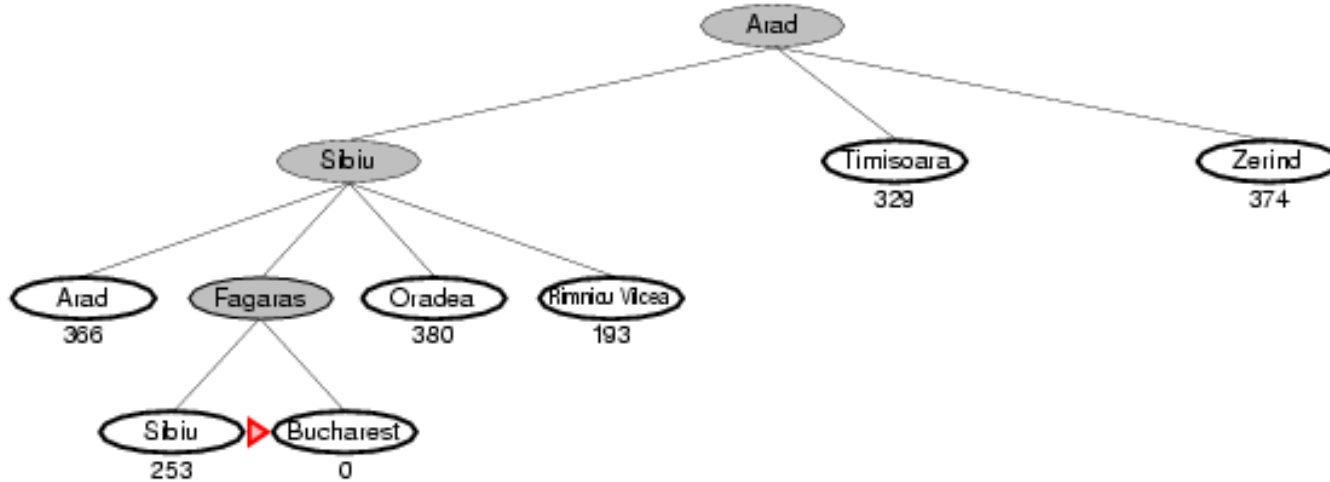 Arad
Sibiu
Timisoara
Zerind
329
374
Arad
Fagaras
Oradea
Rimnicu Vilcea
366
380
193
Sibiu
Bucharest
253
0